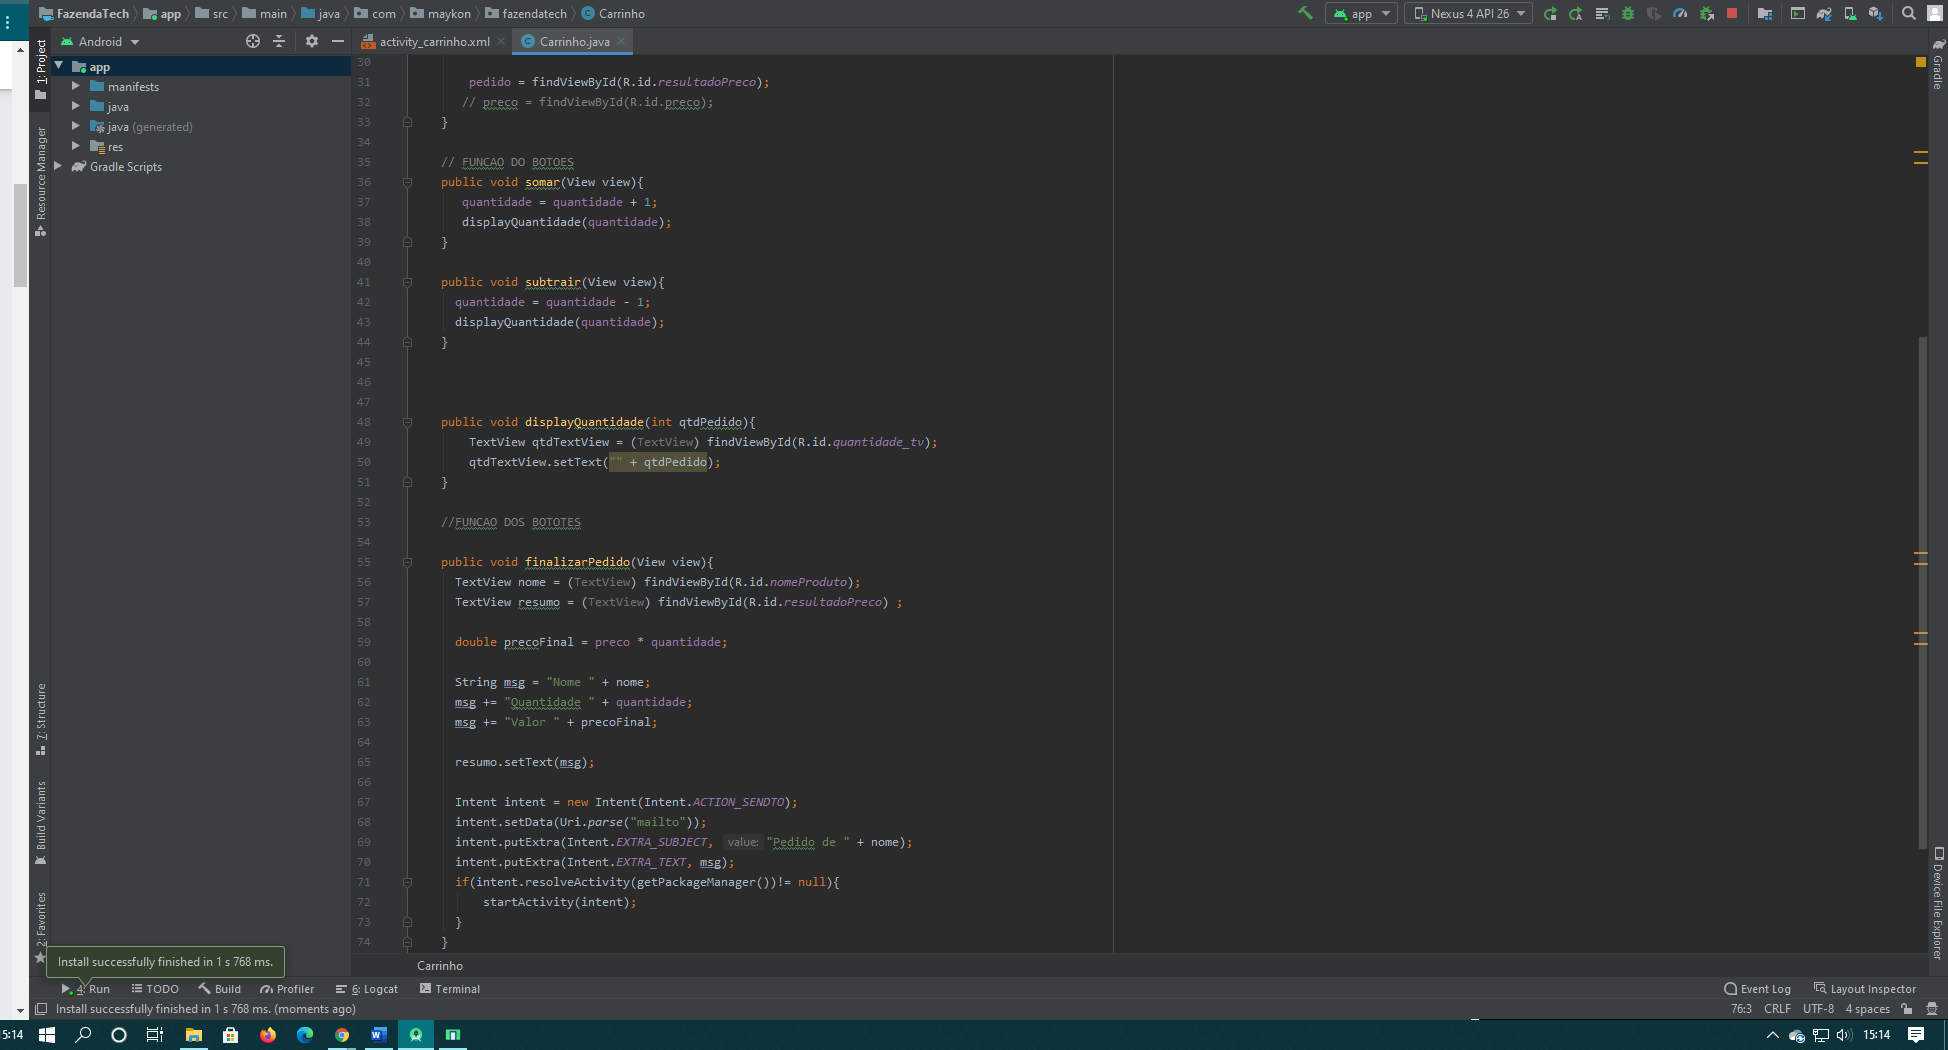 FazendaTech app src main java com maykon fazendatech Carrinho
app Nexus 4 API 26
Android
activity_carrinho.xml Carrinho.java
1: Project
Resource Manager
7: Structure
Build Variants
2: Favorites
app
manifests
java
java (generated)
res
Gradle Scripts
30
31 pedido = findViewById(R.id.resultadoPreco);
32 // preco = findViewById(R.id.preco);
33 }
34
35 // FUNCAO DO BOTOES
36 public void somar(View view){
37 quantidade = quantidade + 1;
38 displayQuantidade(quantidade);
39 }
40
41 public void subtrair(View view){
42 quantidade = quantidade - 1;
43 displayQuantidade(quantidade);
44 }
45
46
47
48 public void displayQuantidade(int qtdPedido){
49 TextView qtdTextView = (TextView) findViewById(R.id.quantidade_tv);
50 qtdTextView.setText("" + qtdPedido);
51 }
52
53 //FUNCAO DOS BOTOTES
54
55 public void finalizarPedido(View view){
56 TextView nome = (TextView) findViewById(R.id.nomeProduto);
57 TextView resumo = (TextView) findViewById(R.id.resultadoPreco) ;
58
59 double precoFinal = preco * quantidade;
60
61 String msg = "Nome " + nome;
62 msg += "Quantidade " + quantidade;
63 msg += "Valor " + precoFinal;
64
65 resumo.setText(msg);
66
67 Intent intent = new Intent(Intent.ACTION_SENDTO);
68 intent.setData(Uri.parse("mailto"));
69 intent.putExtra(Intent.EXTRA_SUBJECT, value: "Pedido de " + nome);
70 intent.putExtra(Intent.EXTRA_TEXT, msg);
71 if(intent.resolveActivity(getPackageManager())!= null){
72 startActivity(intent);
73 }
74 }
Gradle
Device File Explorer
Install successfully finished in 1 s 768 ms.
Carrinho
4: Run TODO Build Profiler 6: Logcat Terminal Event Log Layout Inspector
Install successfully finished in 1 s 768 ms. (moments ago) 76:3 CRLF UTF-8 4 spaces
5:14 15:14